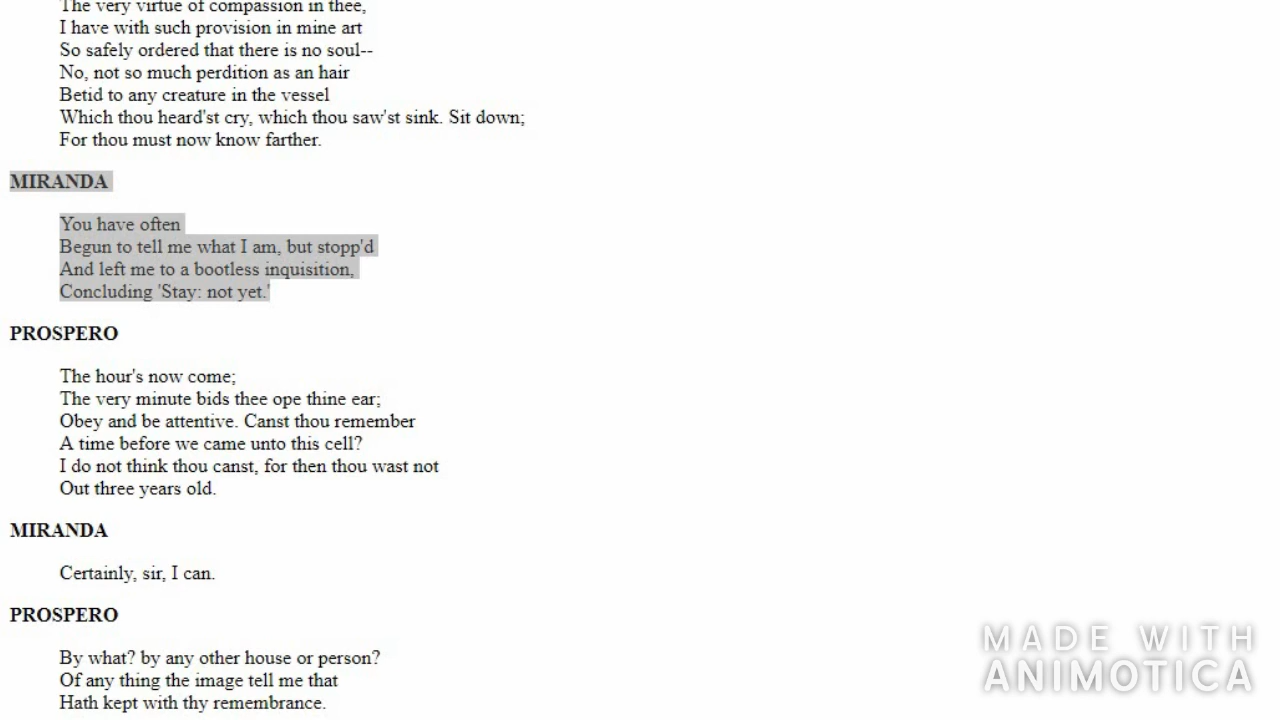 The very virtue of compassion in thee,
I have with such provision in mine art
So safely ordered that there is no soul--
No, not so much perdition as an hair
Betid to any creature in the vessel
Which thou heard'st cry, which thou saw'st sink. Sit down;
For thou must now know farther.
MIRANDA
You have often
Begun to tell me what I am, but stopp'd
And left me to a bootless inquisition,
Concluding 'Stay: not yet.'
PROSPERO
The hour's now come;
The very minute bids thee ope thine ear;
Obey and be attentive. Canst thou remember
A time before we came unto this cell?
I do not think thou canst, for then thou wast not
Out three years old.
MIRANDA
Certainly, sir, I can.
PROSPERO
By what? by any other house or person?
Of any thing the image tell me that
Hath kept with thy remembrance.
MADE WITH
ANIMOTICA